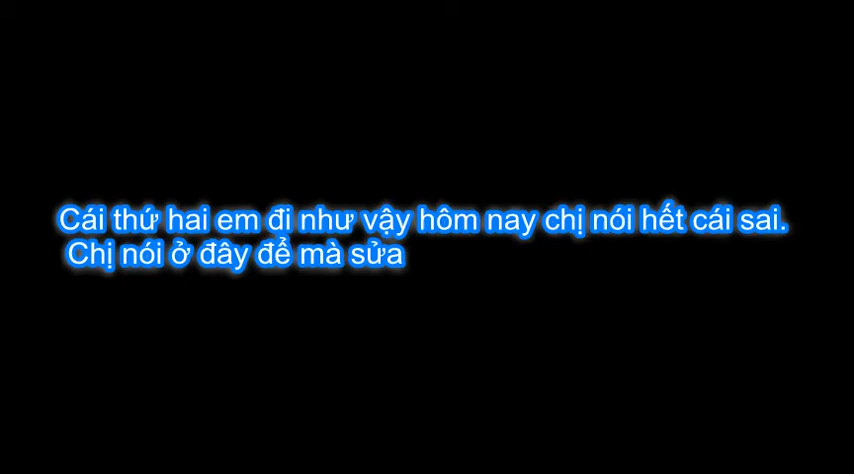 Cái thứ hai em đi như vậy hôm nay chị nói hết cái sai.
Chị nói ở đây để mà sửa